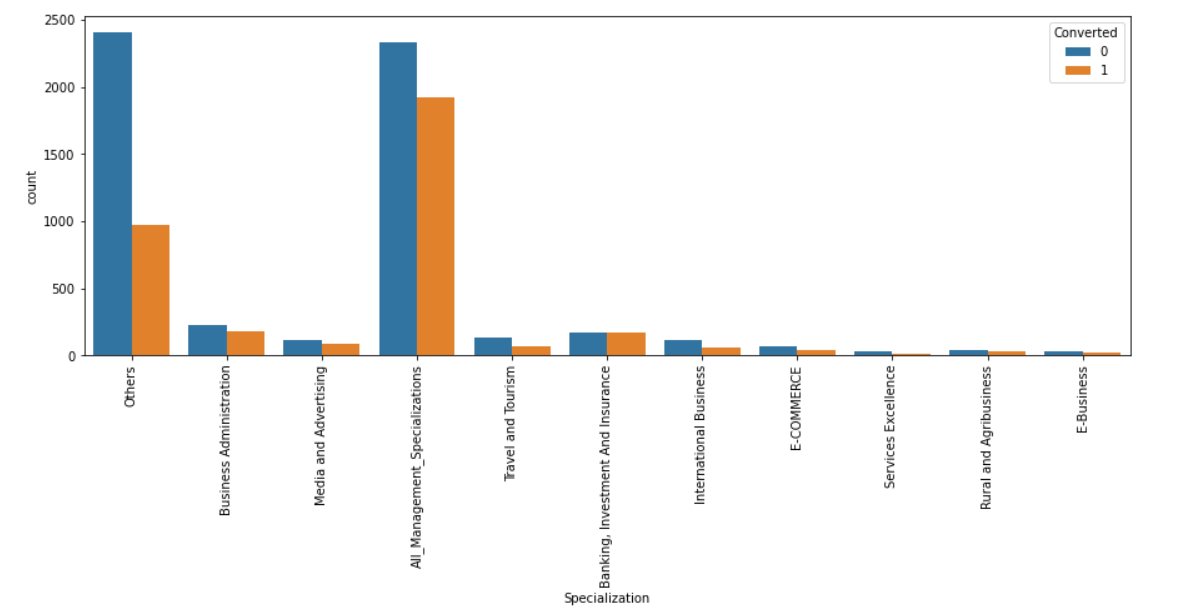 2500
2000
1500
1000
500
0
count
Converted
0
1
Others
Business Administration
Media and Advertising
All_Management_Specializations
Travel and Tourism
Banking, Investment And Insurance
International Business
E-COMMERCE
Services Excellence
Rural and Agribusiness
E-Business
Specialization